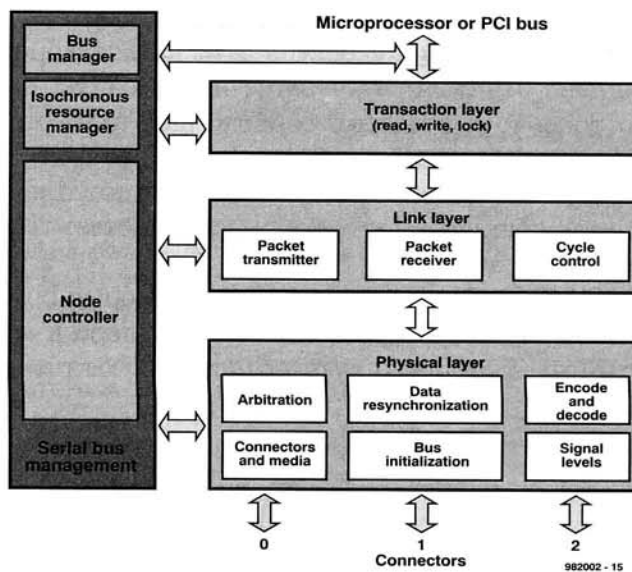 Microprocessor or PCI bus
Bus
manager
Isochronous
resource
manager
Node
controller
Serial bus
management
Transaction layer
(read, write, lock)
Link layer
Packet
transmitter
Packet
receiver
Cycle
control
Physical layer
Arbitration
Data
resynchronization
Encode and
decode
Connectors
and media
Bus
initialization
Signal
levels
0
1
2
Connectors
982002 - 15